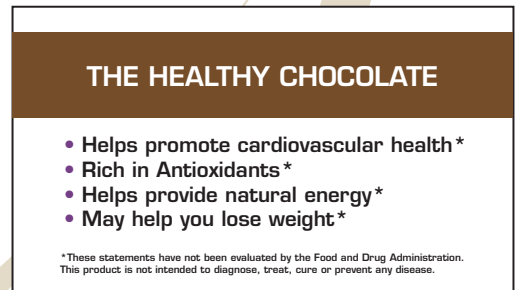 THE HEALTHY CHOCOLATE
• Helps promote cardiovascular health*
• Rich in Antioxidants*
• Helps provide natural energy*
• May help you lose weight*
*These statements have not been evaluated by the Food and Drug Administration.
This product is not intended to diagnose, treat, cure or prevent any disease.